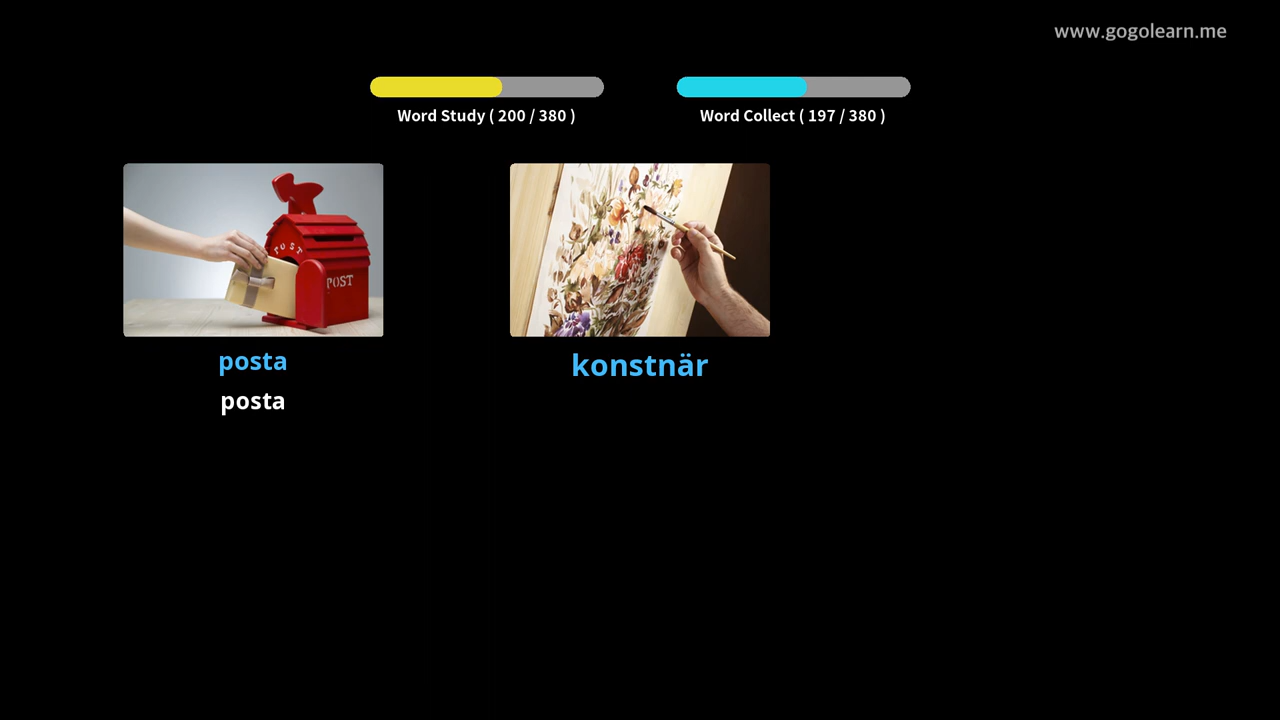 www.gogolearn.me
Word Study ( 200 / 380 )
Word Collect ( 197 / 380 )
POST
POST
posta
konstnär
posta